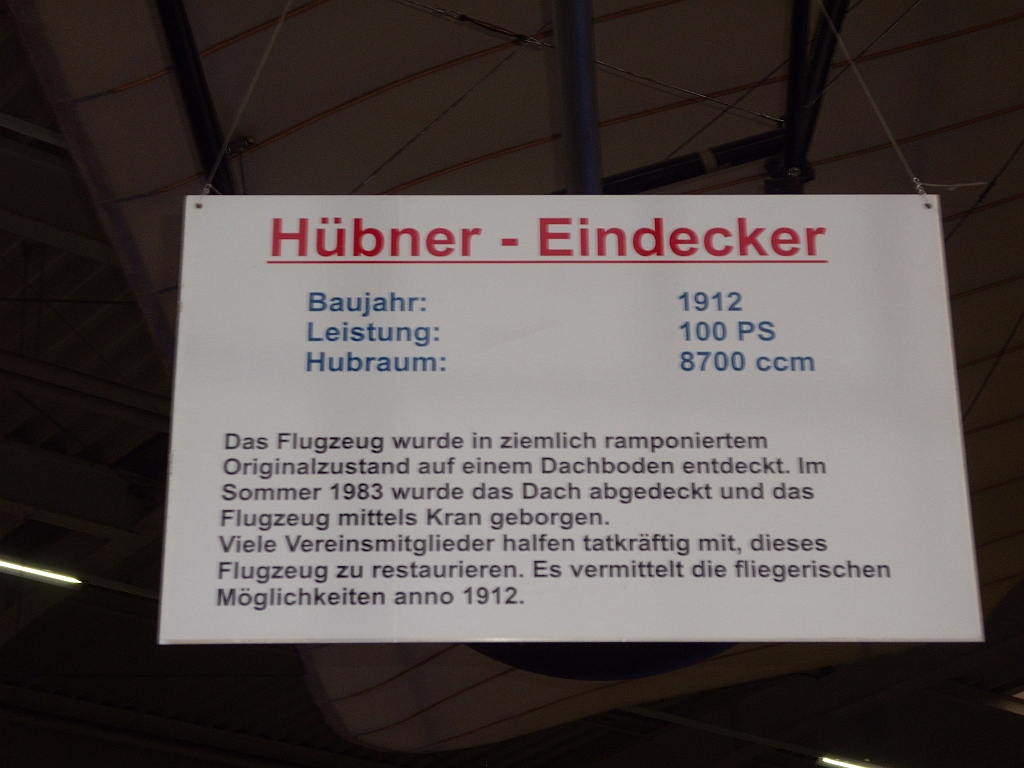 Hübner - Eindecker
Baujahr: 1912
Leistung: 100 PS
Hubraum: 8700 ccm
Das Flugzeug wurde in ziemlich ramponiertem
Originalzustand auf einem Dachboden entdeckt. Im
Sommer 1983 wurde das Dach abgedeckt und das
Flugzeug mittels Kran geborgen.
Viele Vereinsmitglieder halfen tatkräftig mit, dieses
Flugzeug zu restaurieren. Es vermittelt die fliegerischen
Möglichkeiten anno 1912.